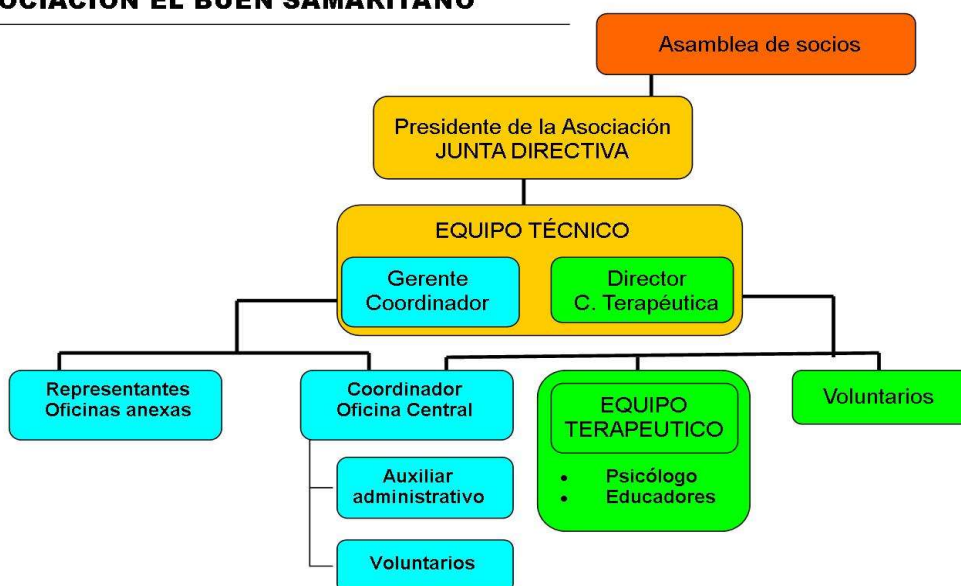 OCIACIÓN EL BUEN SAMARITANO
Asamblea de socios
Presidente de la Asociación
JUNTA DIRECTIVA
EQUIPO TÉCNICO
Gerente
Coordinador
Director
C. Terapéutica
Representantes
Oficinas anexas
Coordinador
Oficina Central
Auxiliar
administrativo
Voluntarios
EQUIPO
TERAPEUTICO
• Psicólogo
• Educadores
Voluntarios